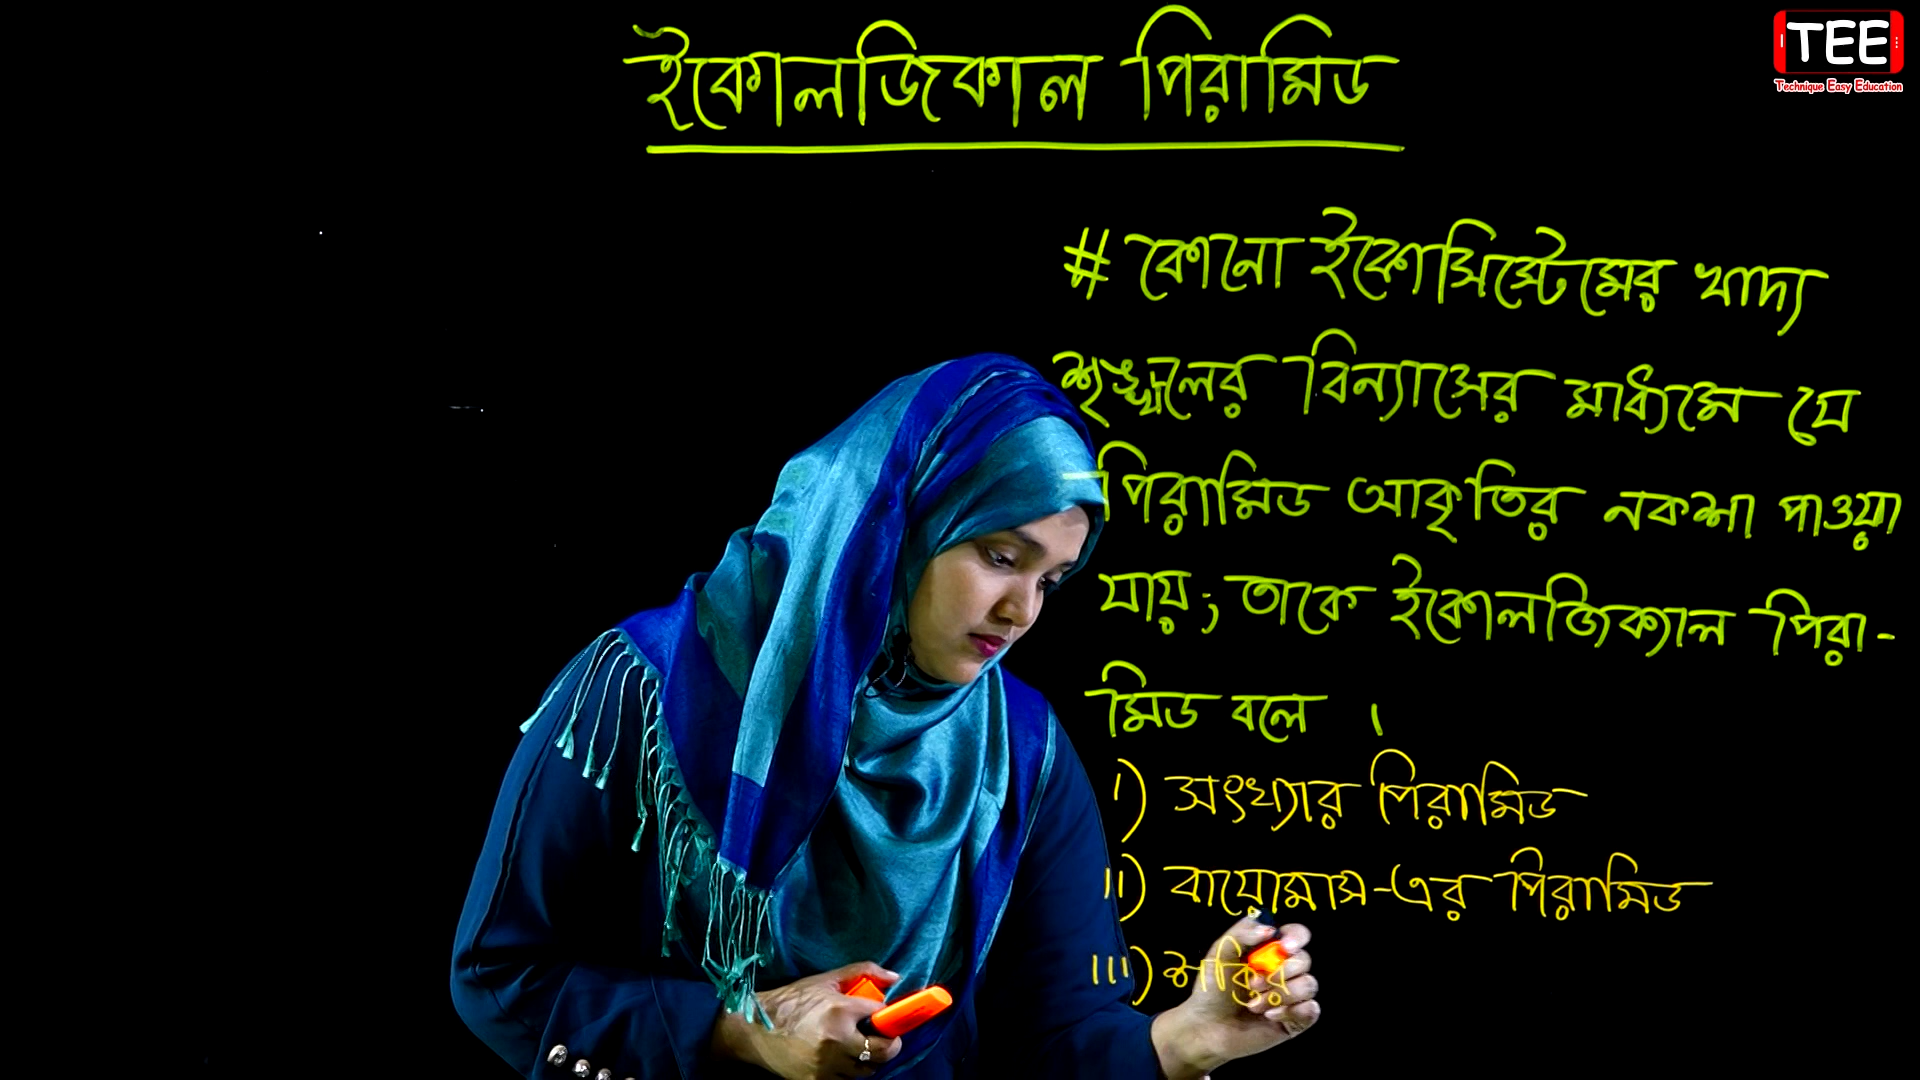 ইকোলজিকাল পিরামিড
TEE
Technique Easy Education
# কোনো ইকোসিস্টেমের খাদ্য
শৃঙ্খলের বিন্যাসের মাধ্যমে যে
পিরামিড আকৃতির নকশা পাওয়া
যায়; তাকে ইকোলজিক্যাল পিরা-
মিড বলে ।
i) সংখ্যার পিরামিড
ii) বায়োমাস-এর পিরামিড
iii) শক্তির